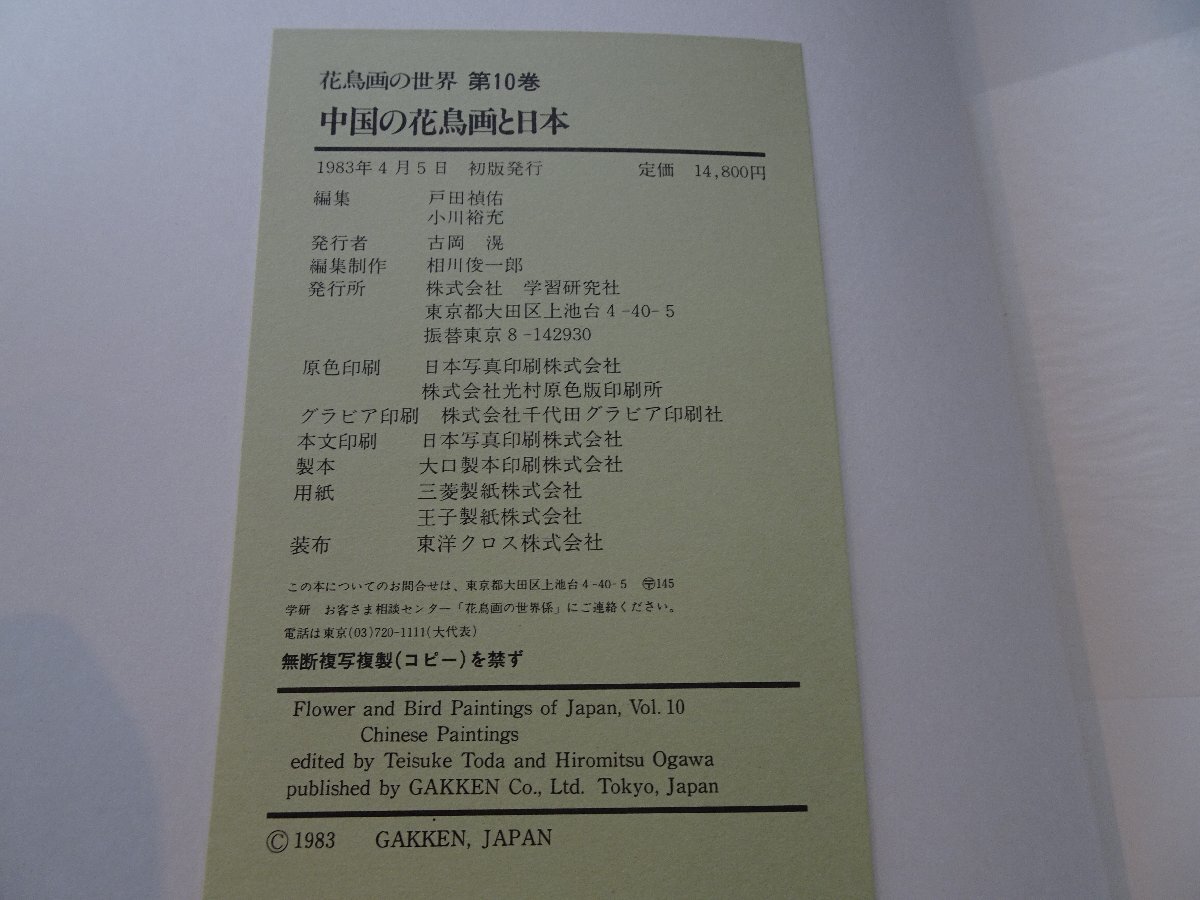 花鳥画の世界 第10巻
中国の花鳥画と日本
1983年4月5日 初版発行 定価 14,800円
編集 戸田禎佑
小川裕充
発行者 古岡 滉
編集制作 相川俊一郎
発行所 株式会社 学習研究社
東京都大田区上池台4-40-5
振替東京8-142930
原色印刷 日本写真印刷株式会社
株式会社光村原色版印刷所
グラビア印刷 株式会社千代田グラビア印刷社
本文印刷 日本写真印刷株式会社
製本 大口製本印刷株式会社
用紙 三菱製紙株式会社
王子製紙株式会社
装布 東洋クロス株式会社
この本についてのお問合せは、東京都大田区上池台4-40-5 〶145
学研 お客さま相談センター「花鳥画の世界係」にご連絡ください。
電話は東京(03)720-1111(大代表)
無断複写複製(コピー)を禁ず
Flower and Bird Paintings of Japan, Vol. 10
Chinese Paintings
edited by Teisuke Toda and Hiromitsu Ogawa
published by GAKKEN Co., Ltd. Tokyo, Japan
© 1983 GAKKEN, JAPAN